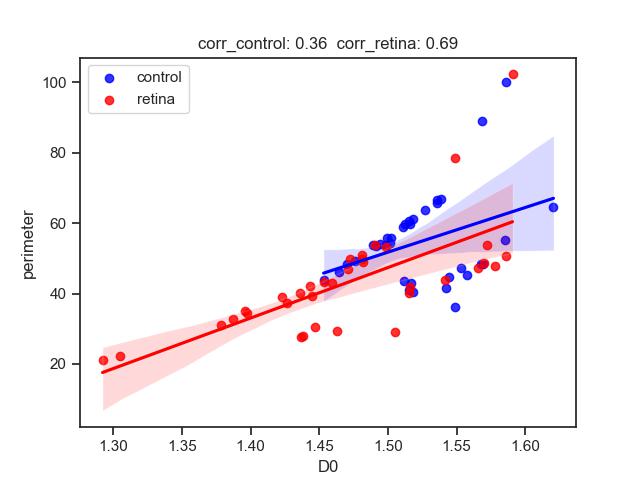 corr_control: 0.36  corr_retina: 0.69
control
retina
perimeter
100
80
60
40
20
1.30 1.35 1.40 1.45 1.50 1.55 1.60
D0